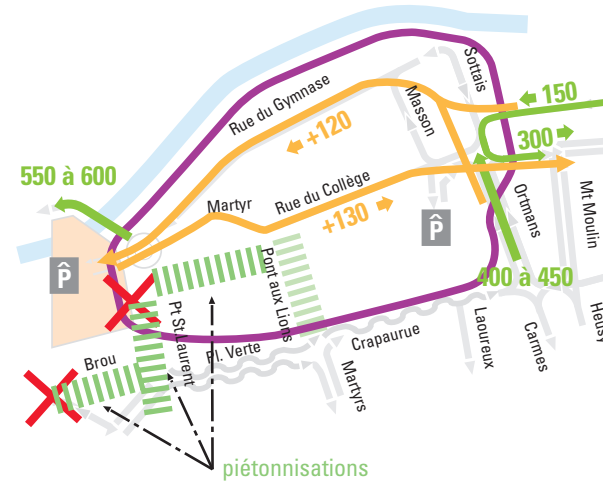 Sottais
Rue du Gymnase
Masson
150
+120
300
550 à 600
Martyr
Rue du Collège
+130
Ortmans
Mt Moulin
P̂
P̂
Pont aux Lions
400 à 450
Pt St Laurent
Heusy
Pl. Verte
Crapaurue
Laoureux
Carmes
Brou
Martyrs
piétonnisations